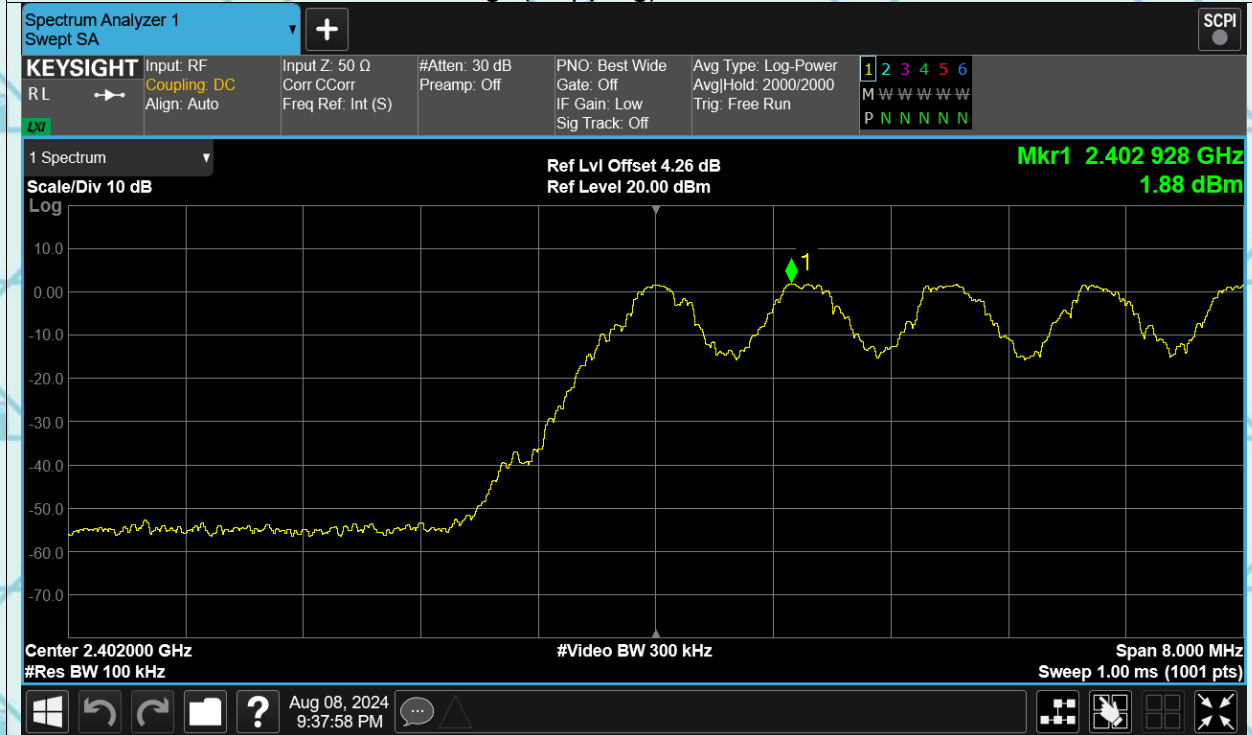 Spectrum Analyzer 1
Swept SA
+
SCPI
KEYSIGHT
R L
LXI
Input: RF
Coupling: DC
Align: Auto
Input Z: 50 Ω
Corr CCorr
Freq Ref: Int (S)
#Atten: 30 dB
Preamp: Off
PNO: Best Wide
Gate: Off
IF Gain: Low
Sig Track: Off
Avg Type: Log-Power
Avg|Hold: 2000/2000
Trig: Free Run
1 2 3 4 5 6
M W W W W W
P N N N N N
1 Spectrum
Scale/Div 10 dB
Log
Ref Lvl Offset 4.26 dB
Ref Level 20.00 dBm
Mkr1 2.402 928 GHz
1.88 dBm
1
10.0
0.00
-10.0
-20.0
-30.0
-40.0
-50.0
-60.0
-70.0
Center 2.402000 GHz
#Res BW 100 kHz
#Video BW 300 kHz
Span 8.000 MHz
Sweep 1.00 ms (1001 pts)
?
Aug 08, 2024
9:37:58 PM